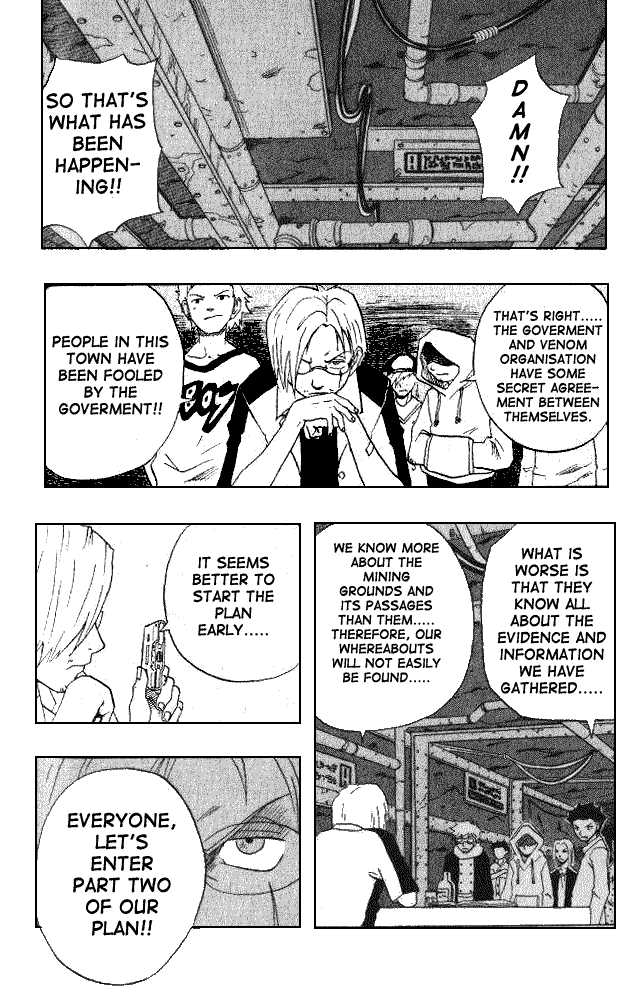 DAMN!!
SO THAT'S
WHAT HAS
BEEN
HAPPEN-
ING!!
THAT'S RIGHT.....
THE GOVERMENT
AND VENOM
ORGANISATION
HAVE SOME
SECRET AGREE-
MENT BETWEEN
THEMSELVES.
PEOPLE IN THIS
TOWN HAVE
BEEN FOOLED
BY THE
GOVERMENT!!
WHAT IS
WORSE IS
THAT THEY
KNOW ALL
ABOUT THE
EVIDENCE AND
INFORMATION
WE HAVE
GATHERED.....
WE KNOW MORE
ABOUT THE
MINING
GROUNDS AND
ITS PASSAGES
THAN THEM.....
THEREFORE, OUR
WHEREABOUTS
WILL NOT EASILY
BE FOUND.....
IT SEEMS
BETTER TO
START THE
PLAN
EARLY.....
EVERYONE,
LET'S
ENTER
PART TWO
OF OUR
PLAN!!